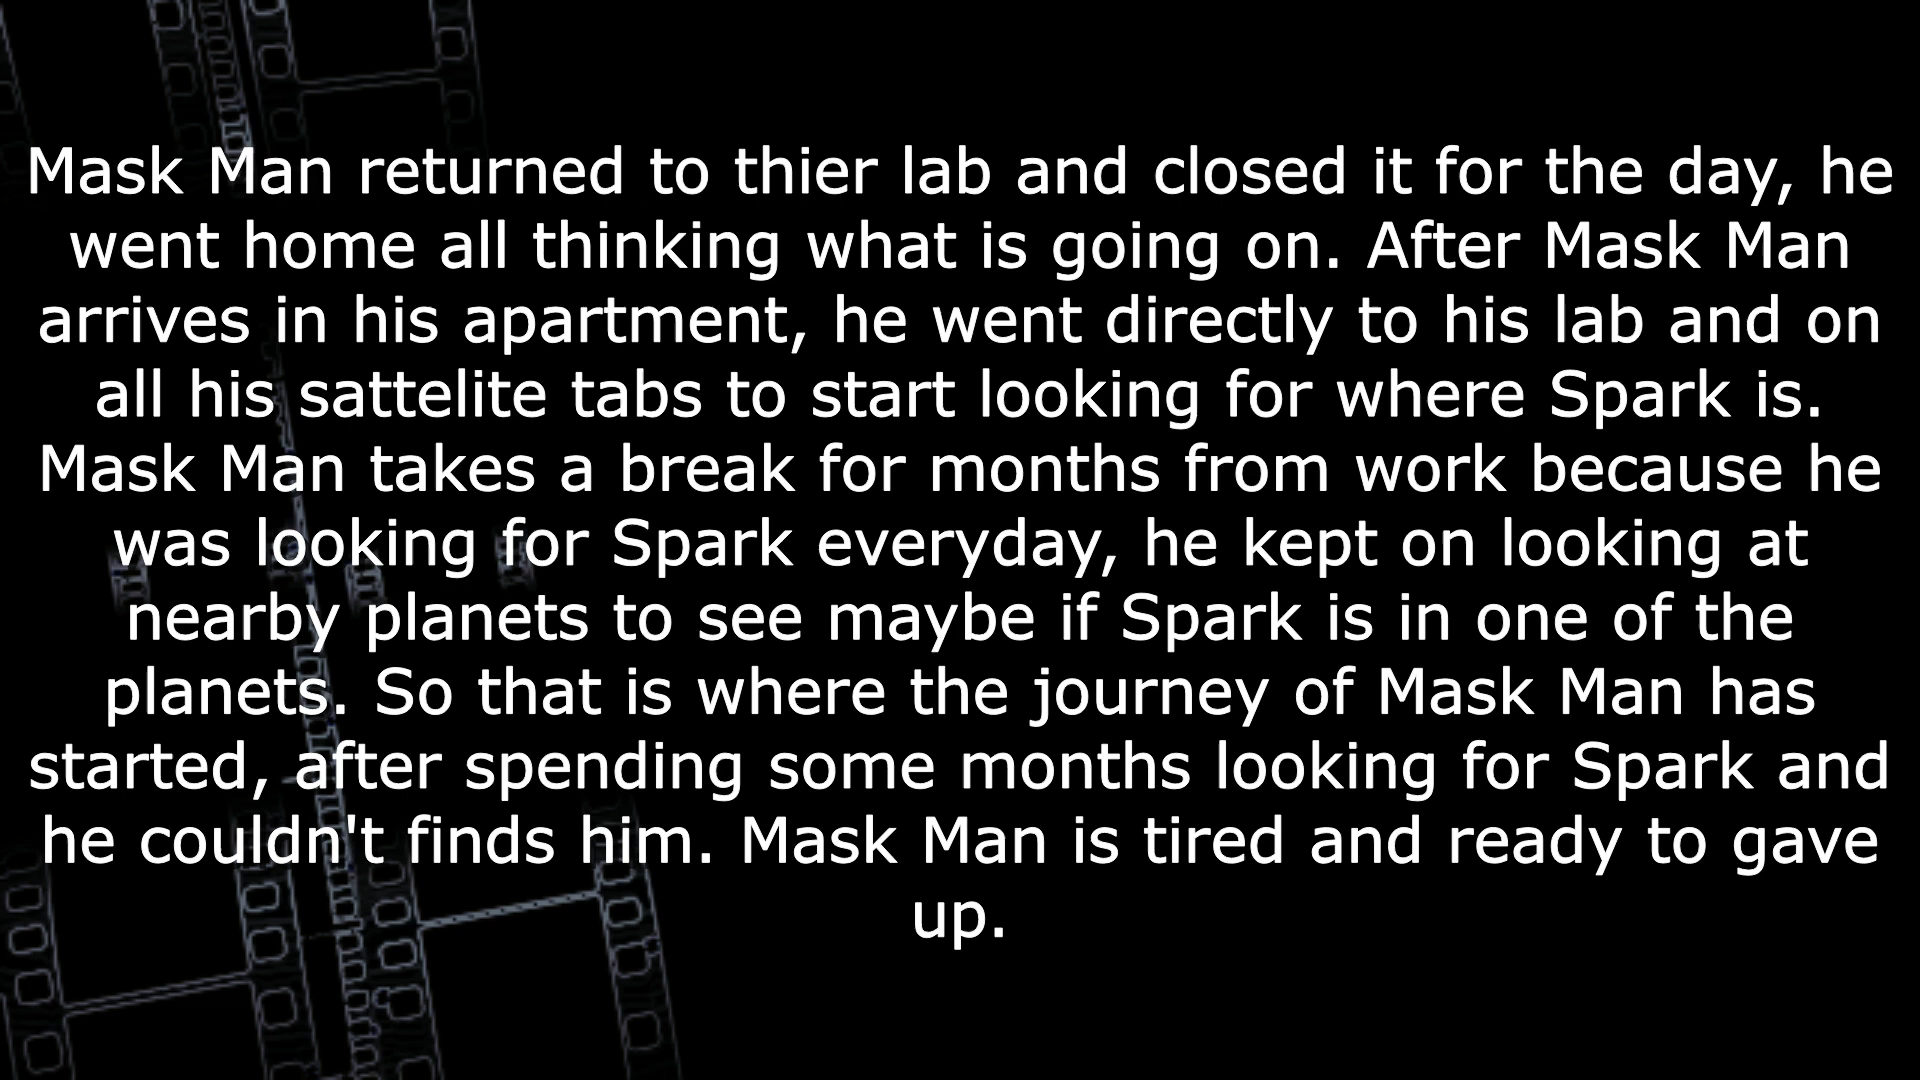 Mask Man returned to thier lab and closed it for the day, he
went home all thinking what is going on. After Mask Man
arrives in his apartment, he went directly to his lab and on
all his sattelite tabs to start looking for where Spark is.
Mask Man takes a break for months from work because he
was looking for Spark everyday, he kept on looking at
nearby planets to see maybe if Spark is in one of the
planets. So that is where the journey of Mask Man has
started, after spending some months looking for Spark and
he couldn't finds him. Mask Man is tired and ready to gave
up.